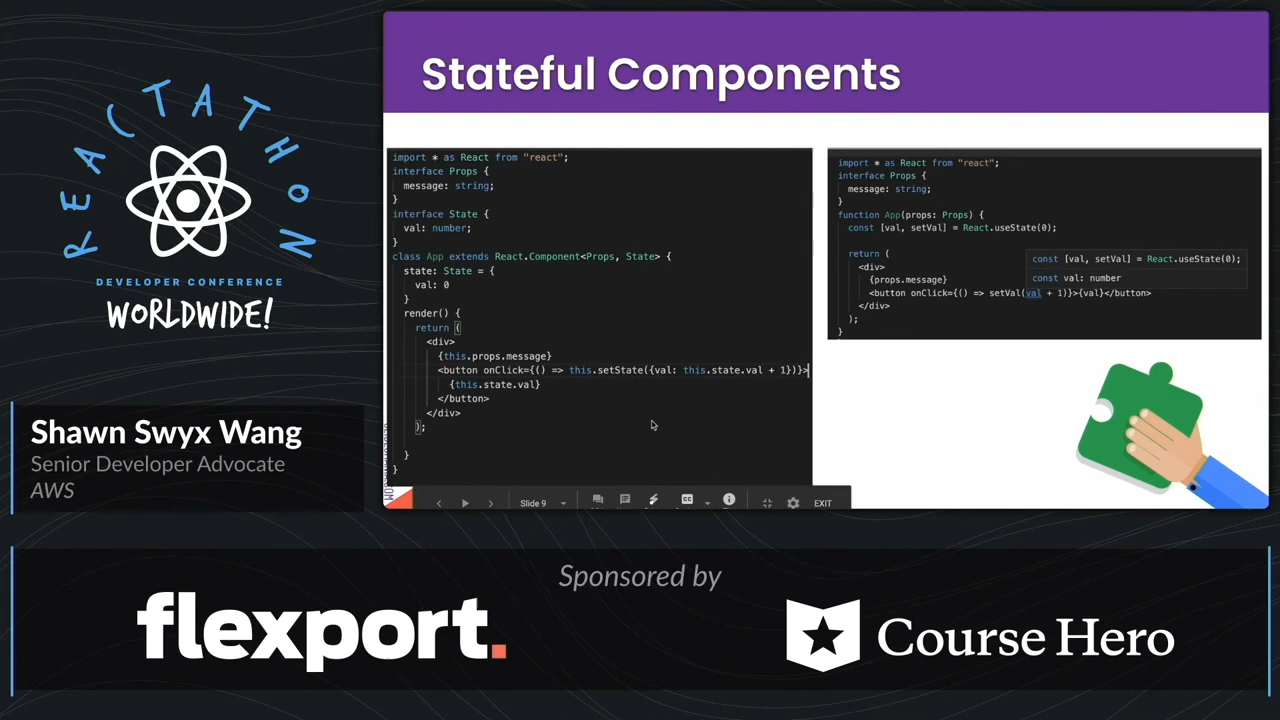 REACTATHON
DEVELOPER CONFERENCE
WORLDWIDE!
Shawn Swyx Wang
Senior Developer Advocate
AWS
Stateful Components
import * as React from "react";
interface Props {
  message: string;
}
interface State {
  val: number;
}
class App extends React.Component<Props, State> {
  state: State = {
    val: 0
  }
  render() {
    return (
      <div>
        {this.props.message}
        <button onClick={() => this.setState({val: this.state.val + 1})}>
          {this.state.val}
        </button>
      </div>
    );
  }
}
import * as React from "react";
interface Props {
  message: string;
}
function App(props: Props) {
  const [val, setVal] = React.useState(0);
  return (
    <div>
      {props.message}
      <button onClick={() => setVal(val + 1)}>{val}</button>
    </div>
  );
}
const [val, setVal] = React.useState(0);
const val: number
Slide 9
CC
EXIT
Sponsored by
flexport.
Course Hero